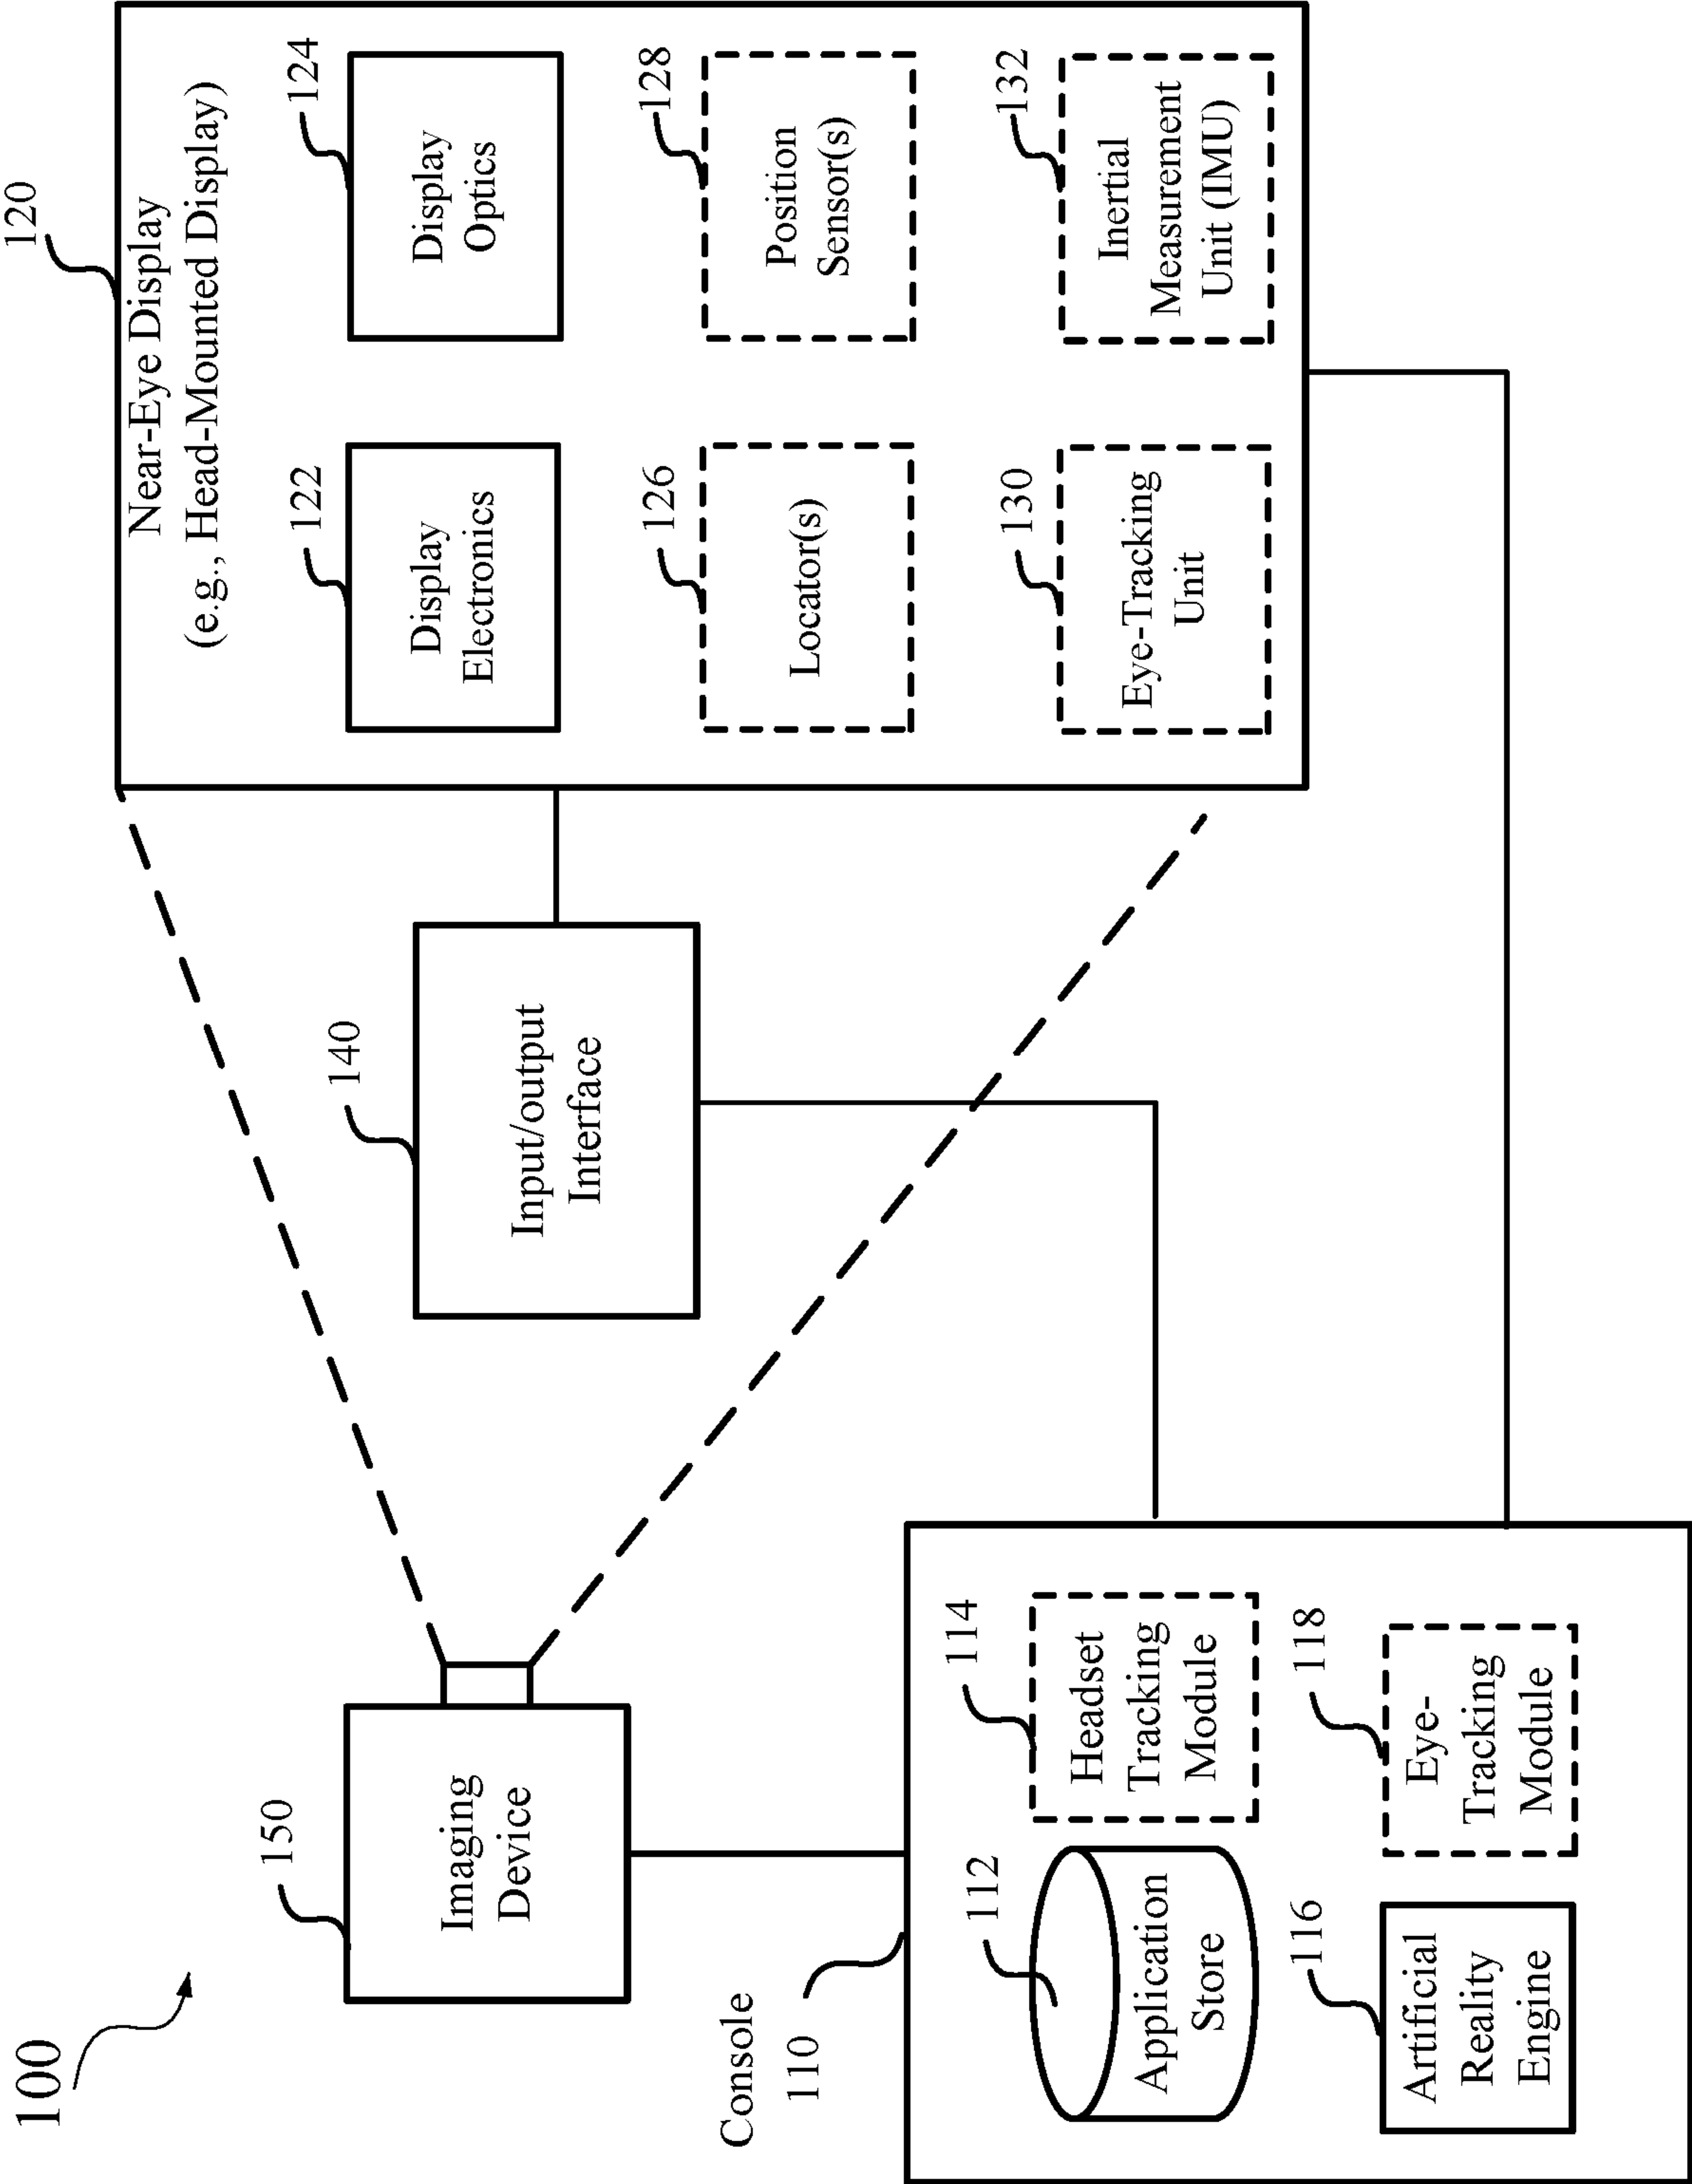 100
150
Imaging
Device
140
Input/output
Interface
120
Near-Eye Display
(e.g., Head-Mounted Display)
122
Display
Electronics
124
Display
Optics
126
Locator(s)
128
Position
Sensor(s)
130
Eye-Tracking
Unit
132
Inertial
Measurement
Unit (IMU)
Console
110
112
Application
Store
114
Headset
Tracking
Module
116
Artificial
Reality
Engine
118
Eye-
Tracking
Module